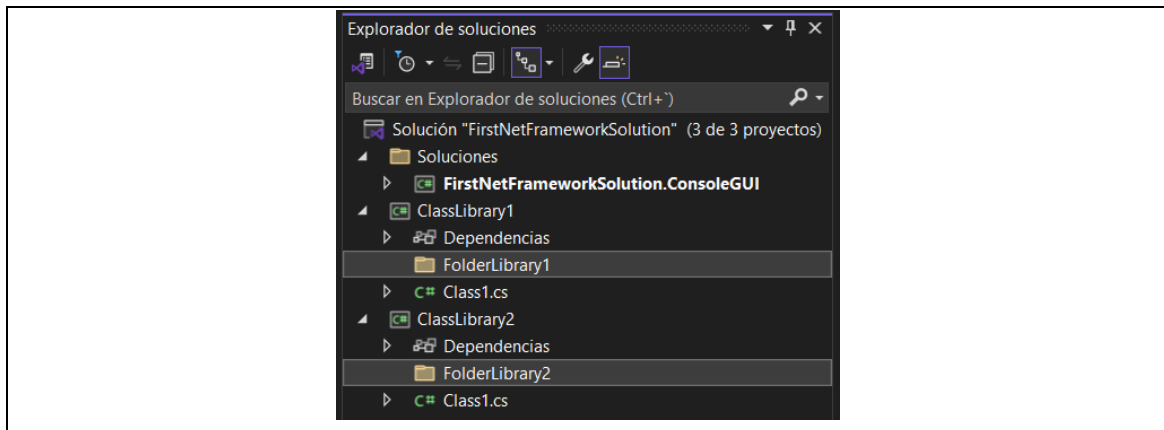 Explorador de soluciones
Buscar en Explorador de soluciones (Ctrl+`)
Solución "FirstNetFrameworkSolution" (3 de 3 proyectos)
Soluciones
C# FirstNetFrameworkSolution.ConsoleGUI
C# ClassLibrary1
Dependencias
FolderLibrary1
C# Class1.cs
C# ClassLibrary2
Dependencias
FolderLibrary2
C# Class1.cs